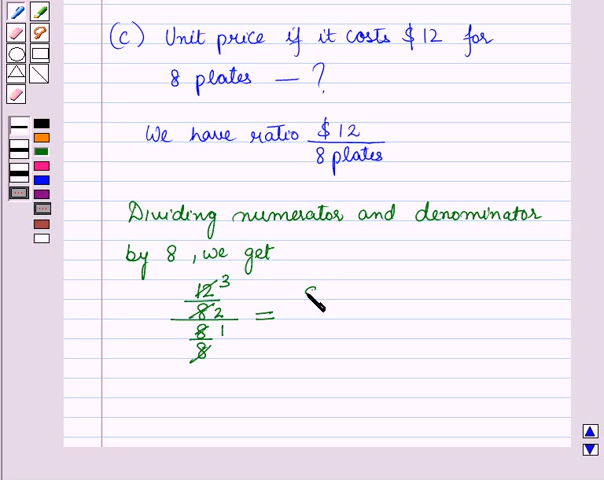 (c) Unit price if it costs $12 for
8 plates — ?
We have ratio $12
8 plates
Dividing numerator and denominator
by 8, we get
12 3
8 2
=
8 1
8